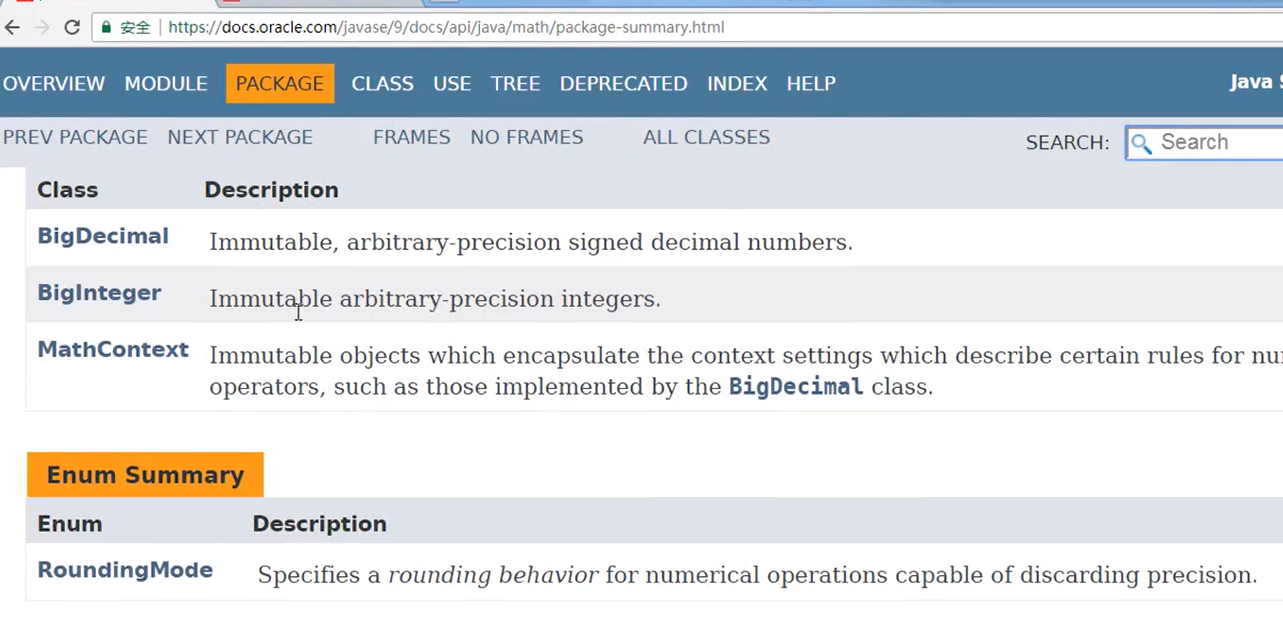 安全 https://docs.oracle.com/javase/9/docs/api/java/math/package-summary.html
OVERVIEW MODULE PACKAGE CLASS USE TREE DEPRECATED INDEX HELP Java
PREV PACKAGE NEXT PACKAGE FRAMES NO FRAMES ALL CLASSES SEARCH: Search
Class Description
BigDecimal Immutable, arbitrary-precision signed decimal numbers.
BigInteger Immutable arbitrary-precision integers.
MathContext Immutable objects which encapsulate the context settings which describe certain rules for
operators, such as those implemented by the BigDecimal class.
Enum Summary
Enum Description
RoundingMode Specifies a rounding behavior for numerical operations capable of discarding precision.